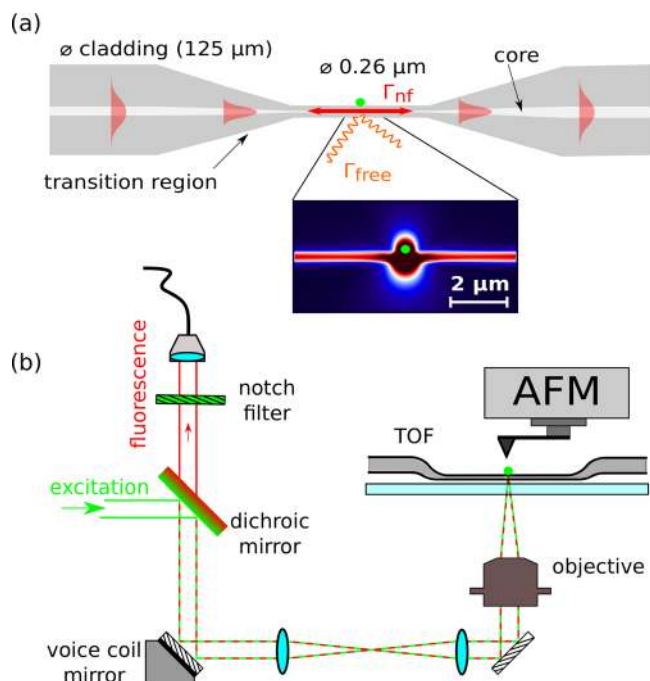 (a)
ø cladding (125 µm)
ø 0.26 µm
core
Γnf
transition region
Γfree
2 µm
(b)
fluorescence
notch
filter
AFM
TOF
excitation
dichroic
mirror
objective
voice coil
mirror